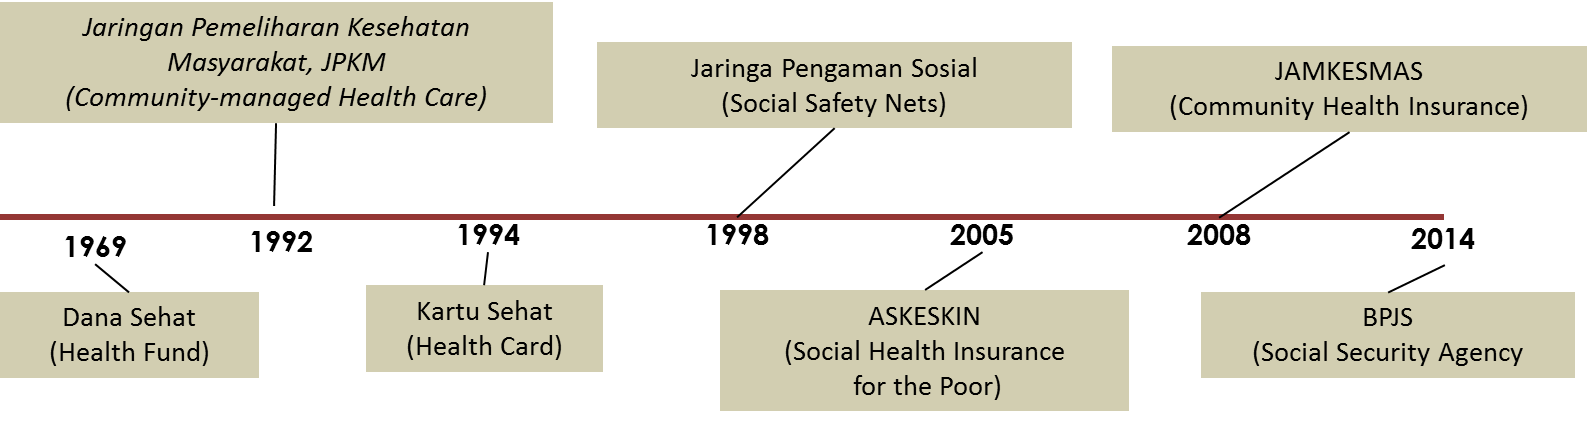 Jaringan Pemeliharan Kesehatan
Masyarakat, JPKM
(Community-managed Health Care)
Jaringa Pengaman Sosial
(Social Safety Nets)
JAMKESMAS
(Community Health Insurance)
1969
1992
1994
1998
2005
2008
2014
Dana Sehat
(Health Fund)
Kartu Sehat
(Health Card)
ASKESKIN
(Social Health Insurance
for the Poor)
BPJS
(Social Security Agency